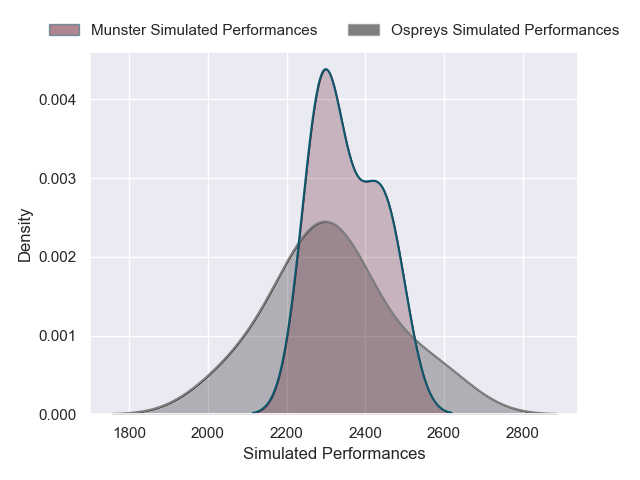 Munster Simulated Performances Ospreys Simulated Performances
0.004
0.003
0.002
0.001
0.000
Density
1800 2000 2200 2400 2600 2800
Simulated Performances